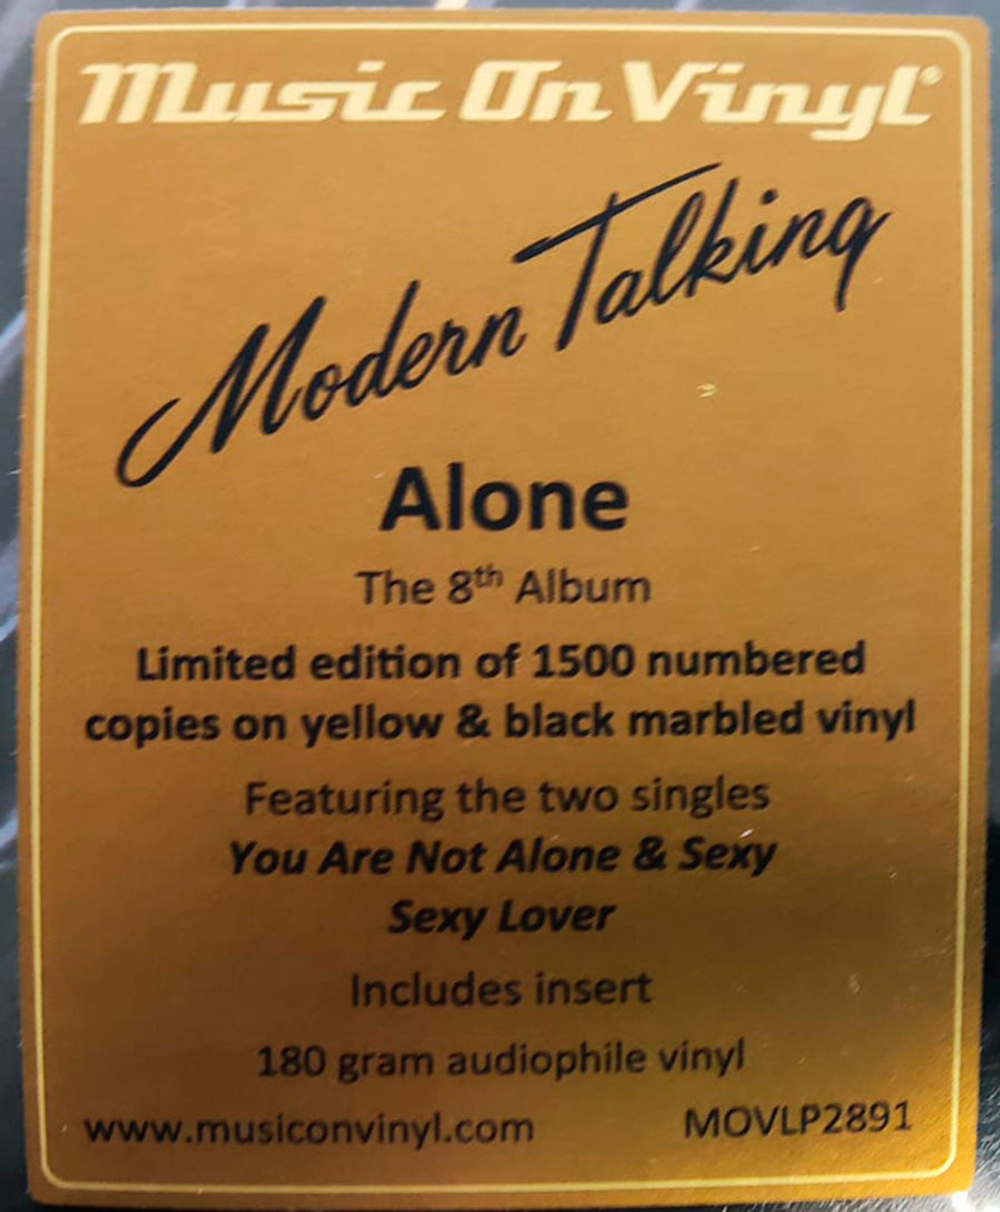 Music On Vinyl®
Modern Talking
Alone
The 8th Album
Limited edition of 1500 numbered
copies on yellow & black marbled vinyl
Featuring the two singles
You Are Not Alone & Sexy
Sexy Lover
Includes insert
180 gram audiophile vinyl
www.musiconvinyl.com MOVLP2891